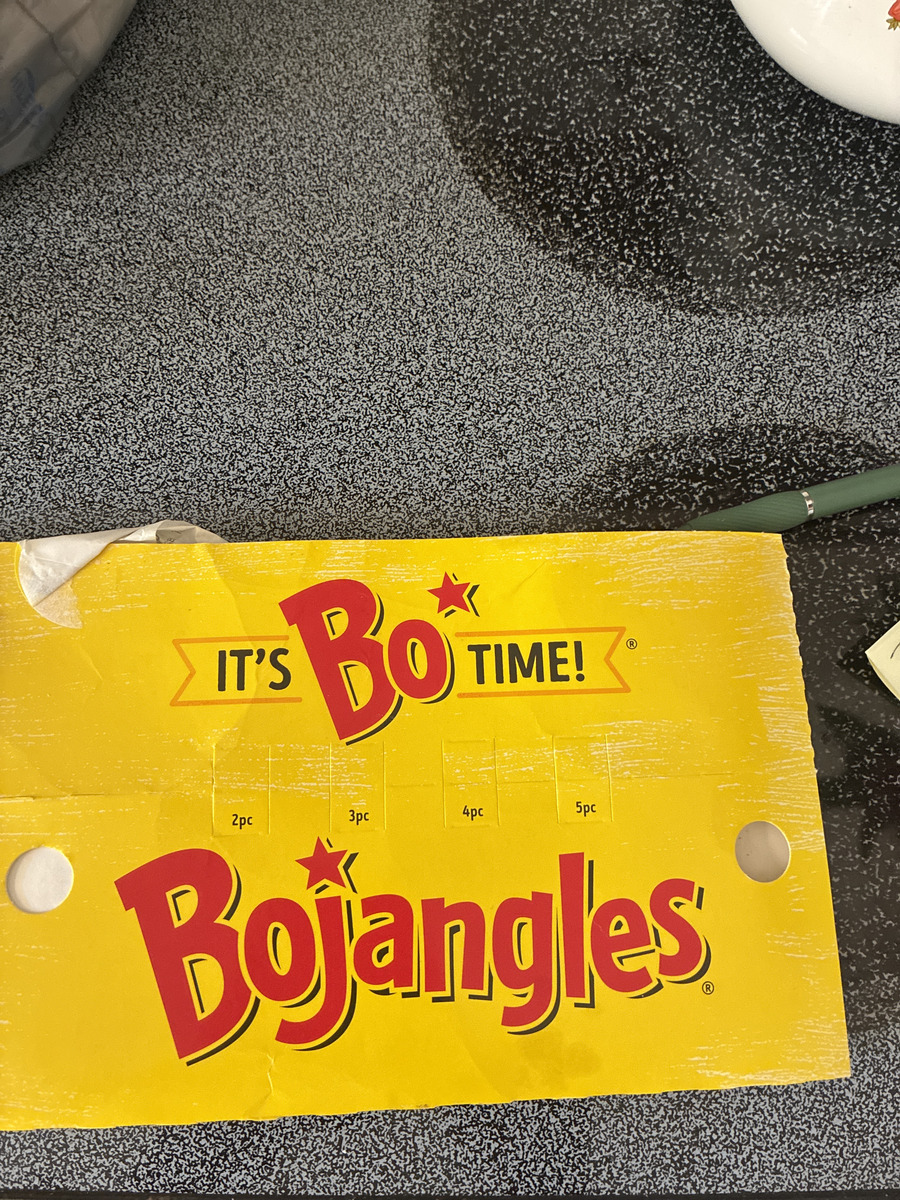 IT'S Bo TIME! ®
2pc 3pc 4pc 5pc
Bojangles ®